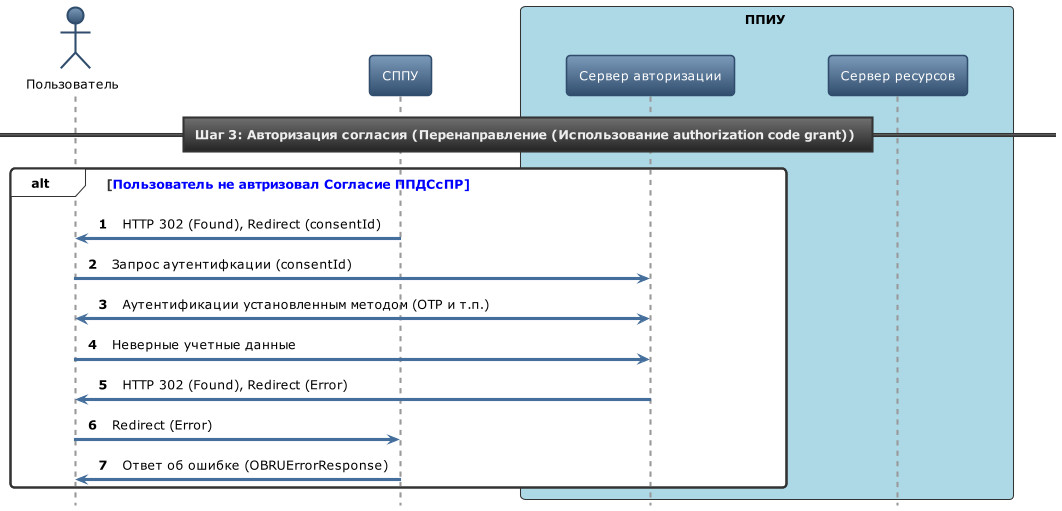 ППИУ
Пользователь
СППУ
Сервер авторизации
Сервер ресурсов
Шаг 3: Авторизация согласия (Перенаправление (Использование authorization code grant))
alt [Пользователь не автризовал Согласие ППДСсПР]
1 HTTP 302 (Found), Redirect (consentId)
2 Запрос аутентифкации (consentId)
3 Аутентификации установленным методом (OTP и т.п.)
4 Неверные учетные данные
5 HTTP 302 (Found), Redirect (Error)
6 Redirect (Error)
7 Ответ об ошибке (OBRUErrorResponse)